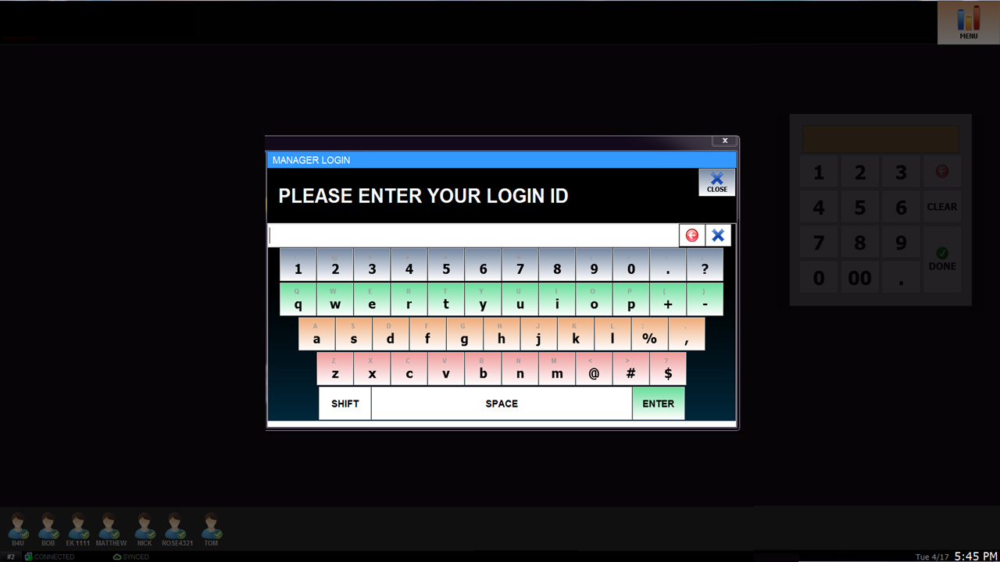 MENU
x
MANAGER LOGIN
PLEASE ENTER YOUR LOGIN ID
CLOSE
1 2 3 4 5 6 7 8 9 0 . ?
Q W E R T Y U I O P ( )
q w e r t y u i o p + -
A S D F G H J K L :
a s d f g h j k l % ,
Z X C V B N M < > ?
z x c v b n m @ # $
SHIFT SPACE ENTER
1 2 3
4 5 6 CLEAR
7 8 9
DONE
0 00 .
B4U BOB EK 1111 MATTHEW NICK ROSE4321 TOM
#2 CONNECTED SYNCED Tue 4/17 5:45 PM